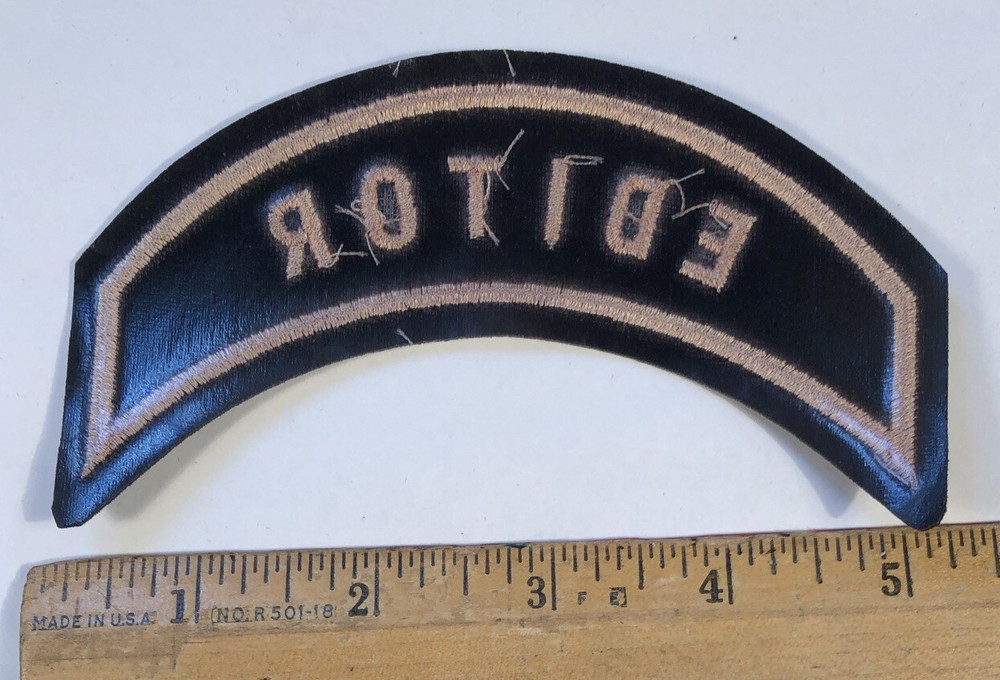 EDITOR
1 2 3 4 5
MADE IN U.S.A. NO. R 501-18